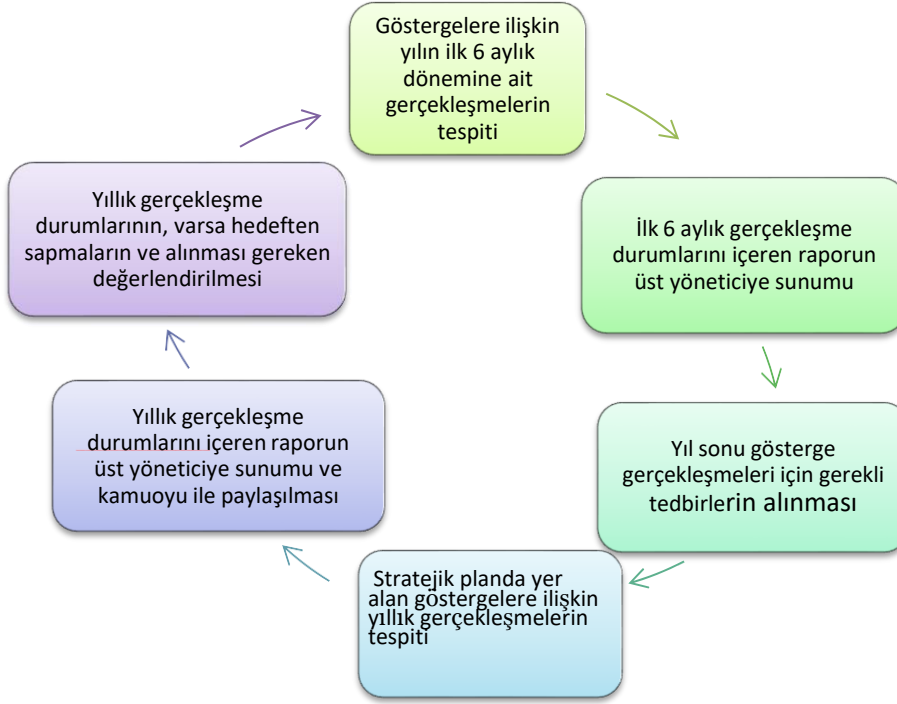 Göstergelere ilişkin
yılın ilk 6 aylık
dönemine ait
gerçekleşmelerin
tespiti
İlk 6 aylık gerçekleşme
durumlarını içeren raporun
üst yöneticiye sunumu
Yıl sonu gösterge
gerçekleşmeleri için gerekli
tedbirlerin alınması
Stratejik planda yer
alan göstergelere ilişkin
yıllık gerçekleşmelerin
tespiti
Yıllık gerçekleşme
durumlarını içeren raporun
üst yöneticiye sunumu ve
kamuoyu ile paylaşılması
Yıllık gerçekleşme
durumlarının, varsa hedeften
sapmaların ve alınması gereken
değerlendirilmesi